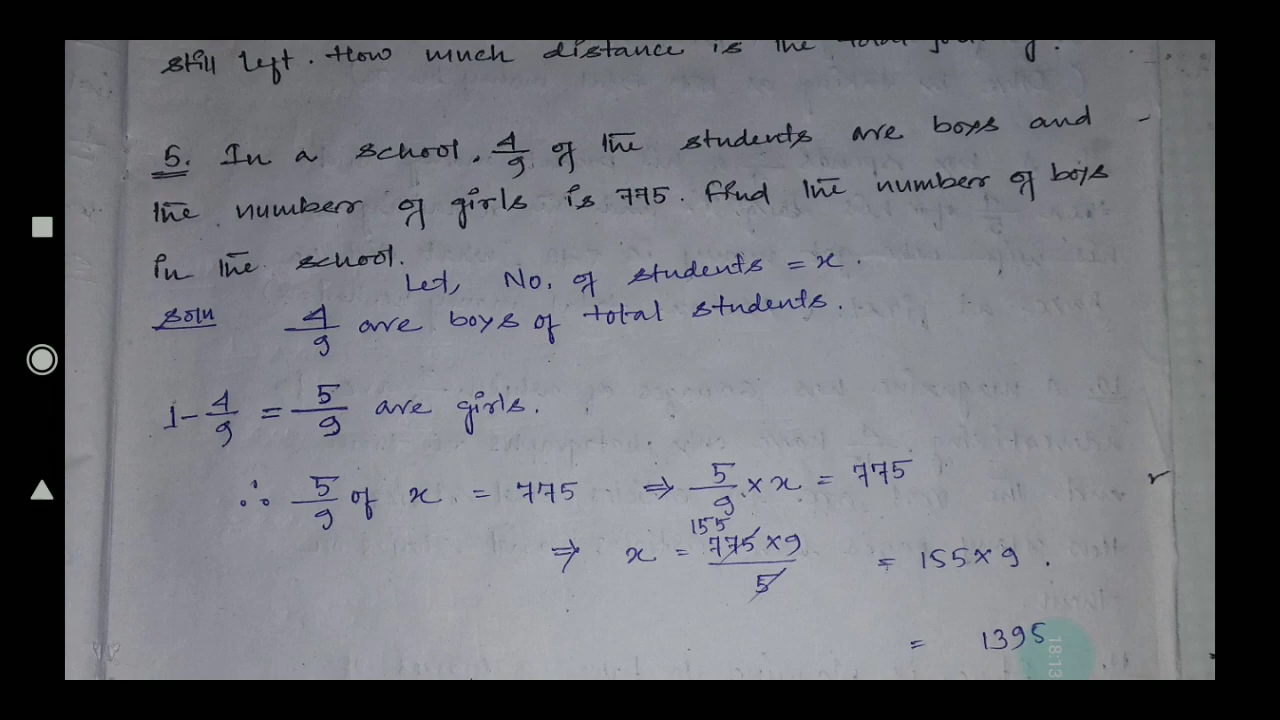 still left. How much distance is the total
5. In a school, 4/9 of the students are boys and
the number of girls is 775. Find the number of boys
in the school.
Let, No. of students = x.
soln 4/9 are boys of total students.
1 - 4/9 = 5/9 are girls.
∴ 5/9 of x = 775 ⇒ 5/9 × x = 775
⇒ x = 775 × 9 / 5 = 155 × 9.
155
= 1395
18:13